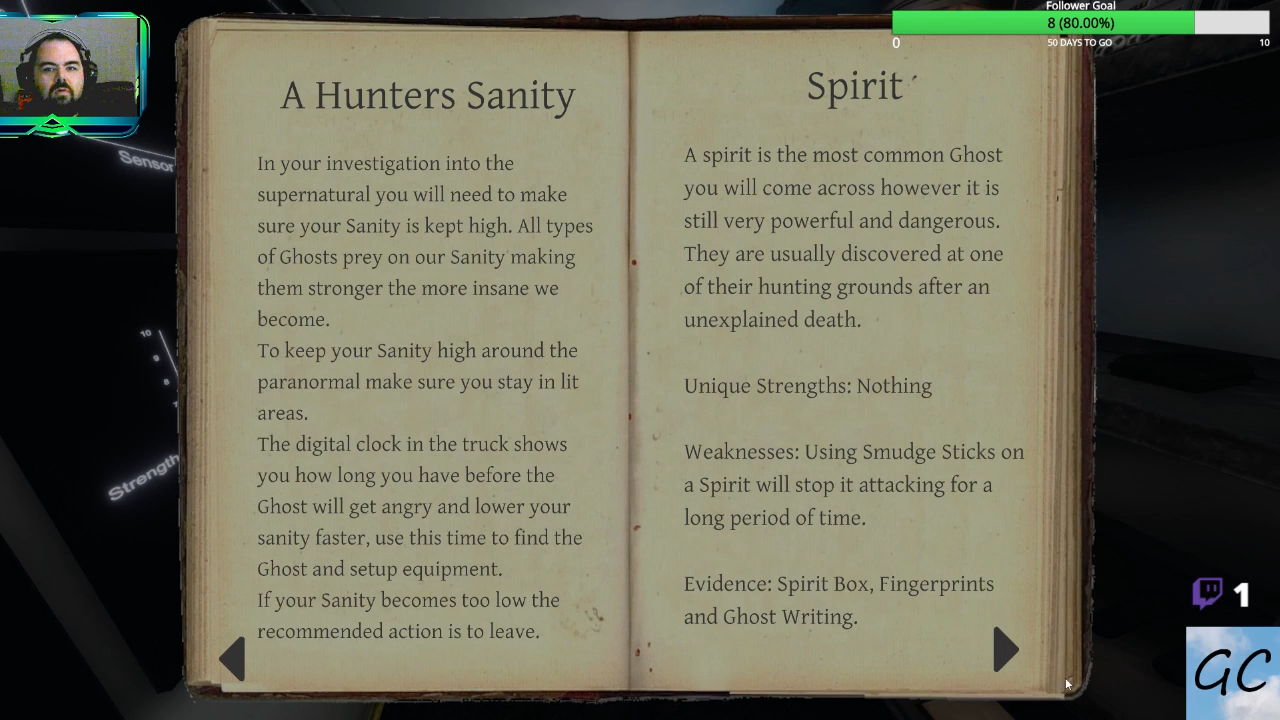 Follower Goal
8 (80.00%)
0
50 DAYS TO GO
10
Sensor
10
9
8
Strength
A Hunters Sanity
In your investigation into the
supernatural you will need to make
sure your Sanity is kept high. All types
of Ghosts prey on our Sanity making
them stronger the more insane we
become.
To keep your Sanity high around the
paranormal make sure you stay in lit
areas.
The digital clock in the truck shows
you how long you have before the
Ghost will get angry and lower your
sanity faster, use this time to find the
Ghost and setup equipment.
If your Sanity becomes too low the
recommended action is to leave.
Spirit
A spirit is the most common Ghost
you will come across however it is
still very powerful and dangerous.
They are usually discovered at one
of their hunting grounds after an
unexplained death.
Unique Strengths: Nothing
Weaknesses: Using Smudge Sticks on
a Spirit will stop it attacking for a
long period of time.
Evidence: Spirit Box, Fingerprints
and Ghost Writing.
1
GC